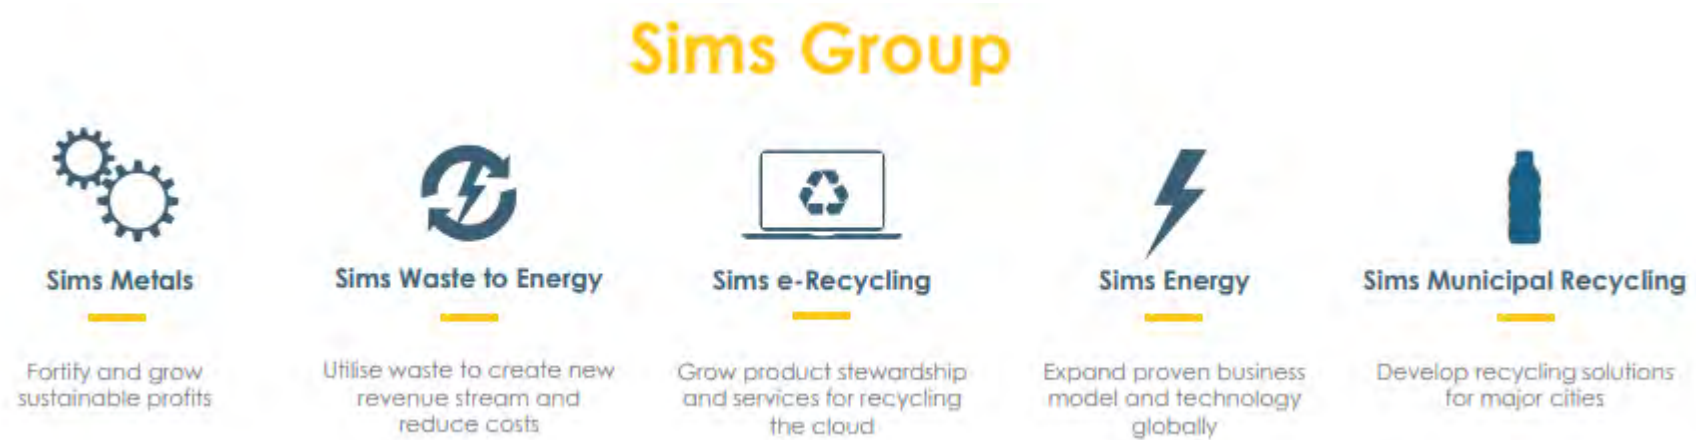 Sims Group
Sims Metals
Fortify and grow
sustainable profits
Sims Waste to Energy
Utilise waste to create new
revenue stream and
reduce costs
Sims e-Recycling
Grow product stewardship
and services for recycling
the cloud
Sims Energy
Expand proven business
model and technology
globally
Sims Municipal Recycling
Develop recycling solutions
for major cities